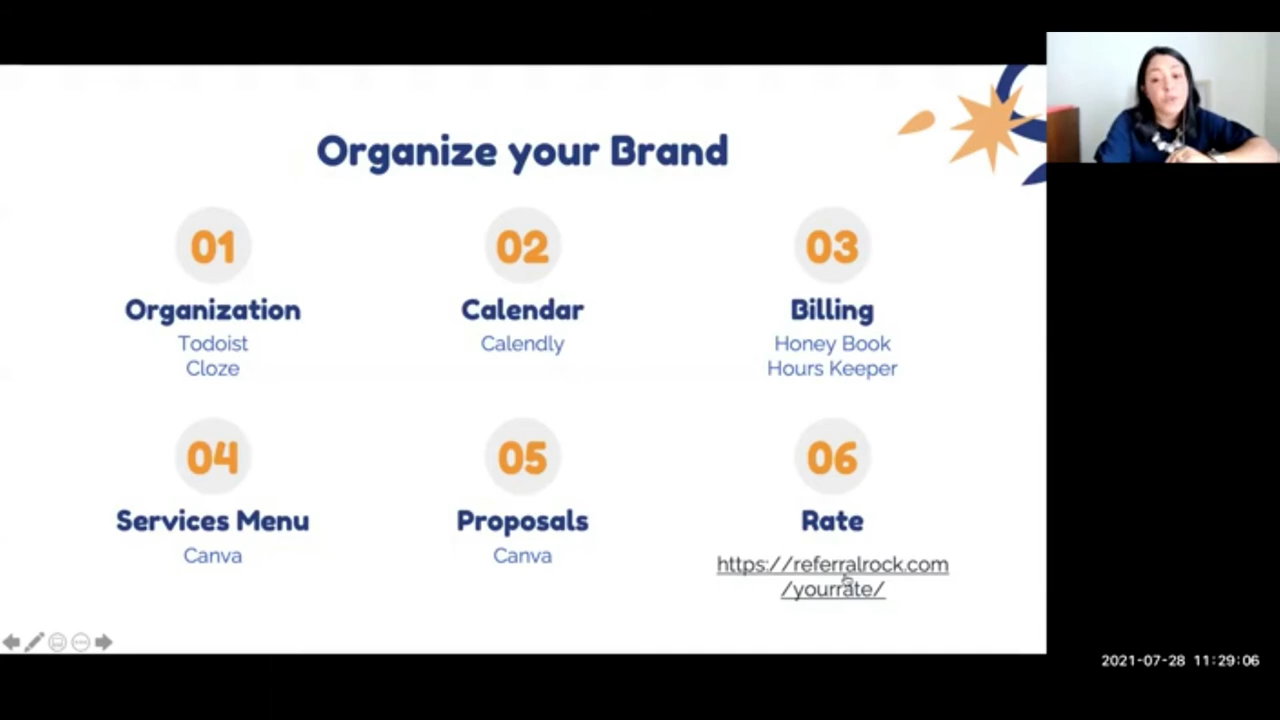 Organize your Brand
01
02
03
Organization
Calendar
Billing
Todoist
Calendly
Honey Book
Cloze
Hours Keeper
04
05
06
Services Menu
Proposals
Rate
Canva
Canva
https://referralrock.com
/yourrate/
2021-07-28 11:29:06